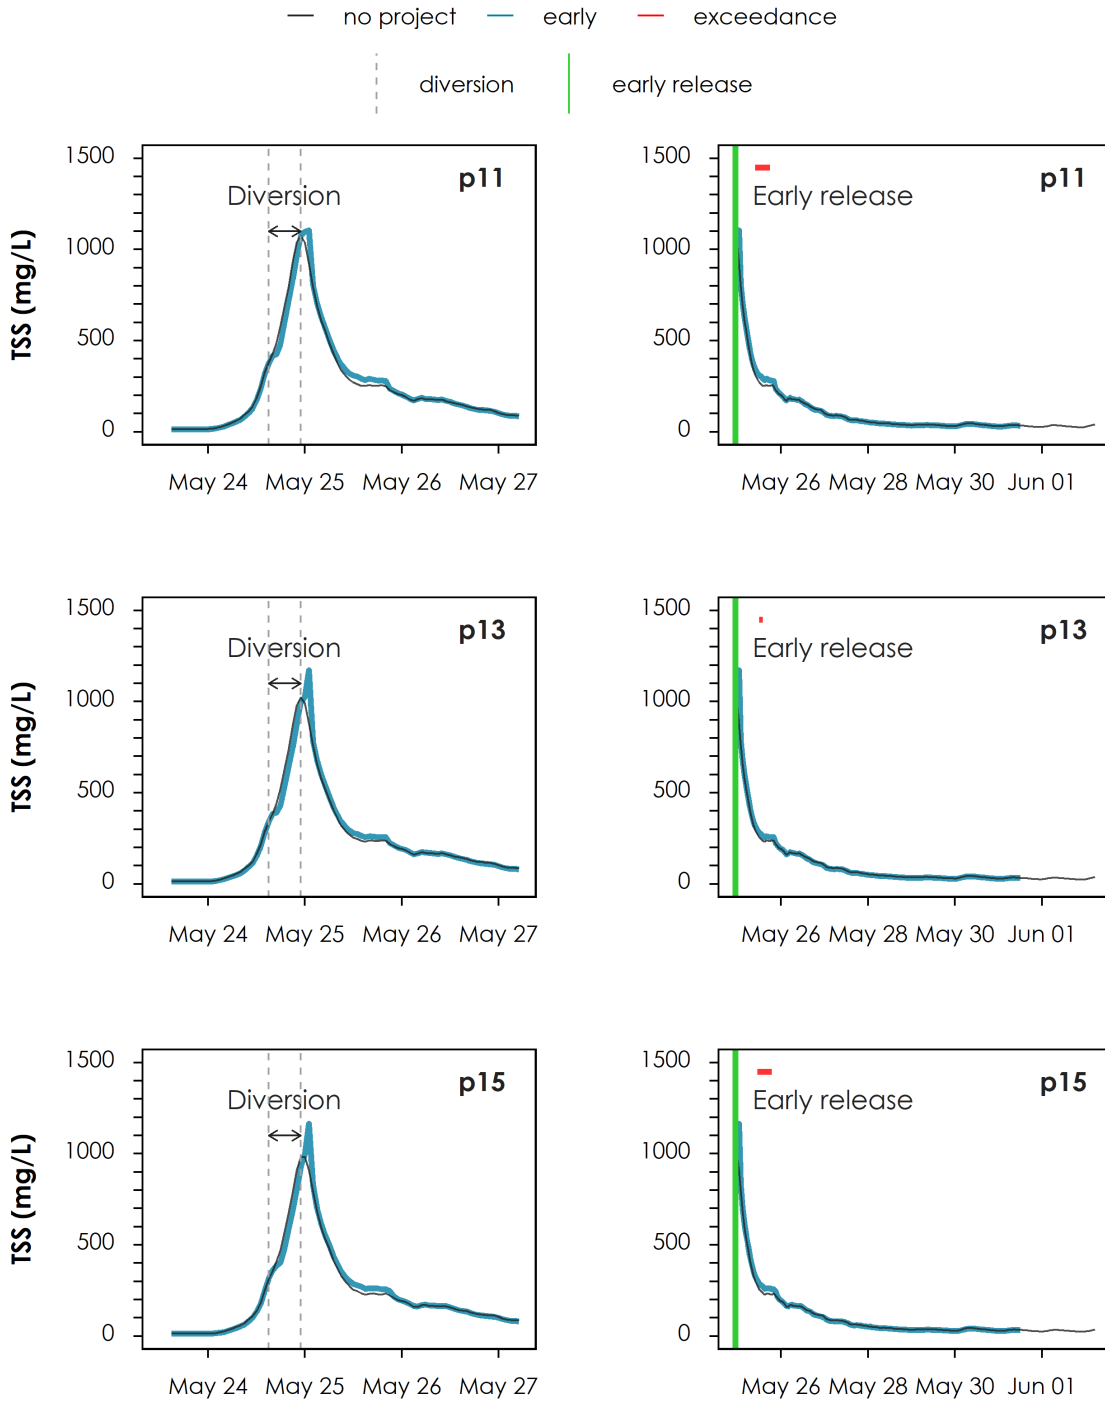 no project early exceedance
diversion early release
TSS (mg/L)
1500
1000
500
0
Diversion
p11
May 24 May 25 May 26 May 27
1500
1000
500
0
Early release
p11
May 26 May 28 May 30 Jun 01
TSS (mg/L)
1500
1000
500
0
Diversion
p13
May 24 May 25 May 26 May 27
1500
1000
500
0
Early release
p13
May 26 May 28 May 30 Jun 01
TSS (mg/L)
1500
1000
500
0
Diversion
p15
May 24 May 25 May 26 May 27
1500
1000
500
0
Early release
p15
May 26 May 28 May 30 Jun 01